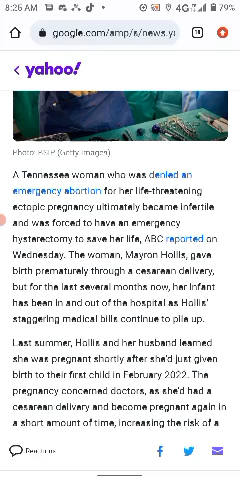 8:25 AM 4G 79%
google.com/amp/s/news.y
yahoo!
Photo: BSIP (Getty Images)
A Tennessee woman who was denied an
emergency abortion for her life-threatening
ectopic pregnancy ultimately became infertile
and was forced to have an emergency
hysterectomy to save her life, ABC reported on
Wednesday. The woman, Mayron Hollis, gave
birth prematurely through a cesarean delivery,
but for the last several months now, her infant
has been in and out of the hospital as Hollis'
staggering medical bills continue to pile up.
Last summer, Hollis and her husband learned
she was pregnant shortly after she'd just given
birth to their first child in February 2022. The
pregnancy concerned doctors, as she'd had a
cesarean delivery and become pregnant again in
a short amount of time, increasing the risk of a